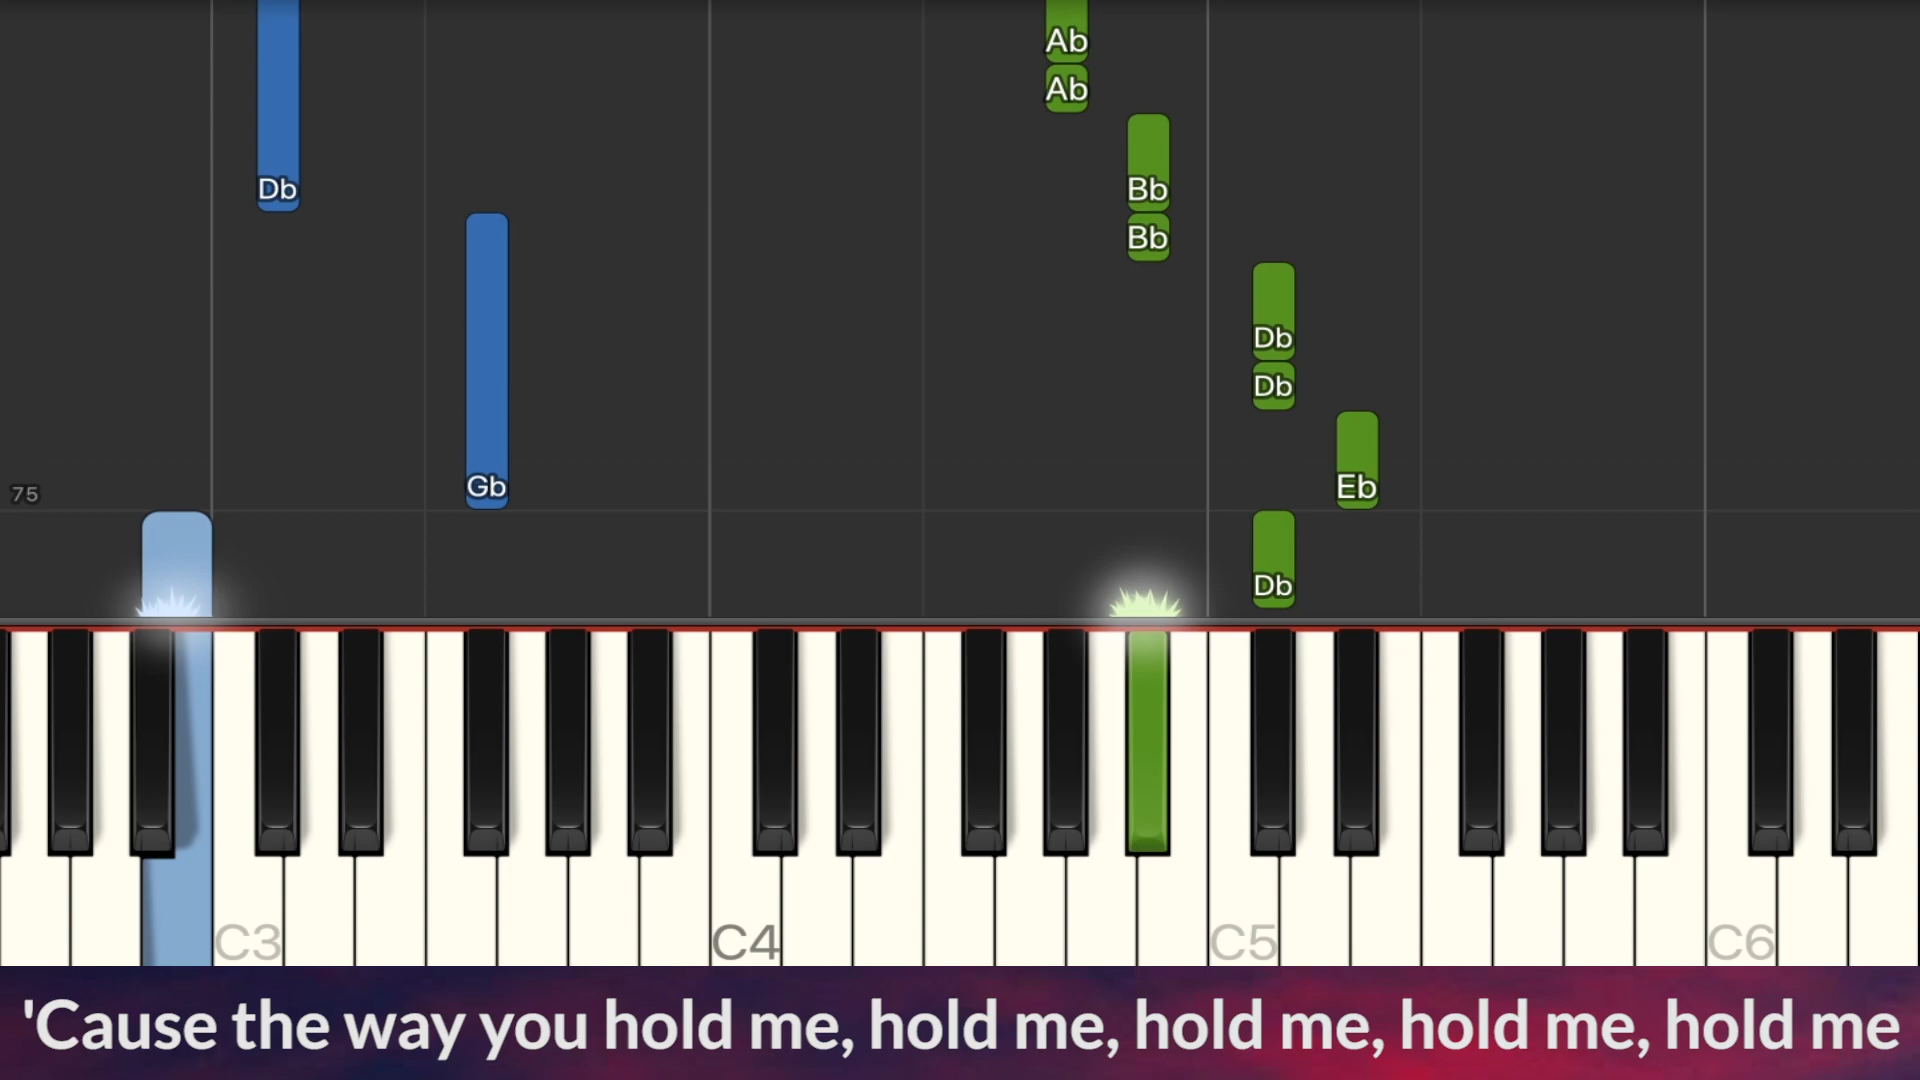 Ab
Ab
Db Bb
Bb
Db
Db
75 Gb Eb
Db
C3 C4 C5 C6
'Cause the way you hold me, hold me, hold me, hold me, hold me